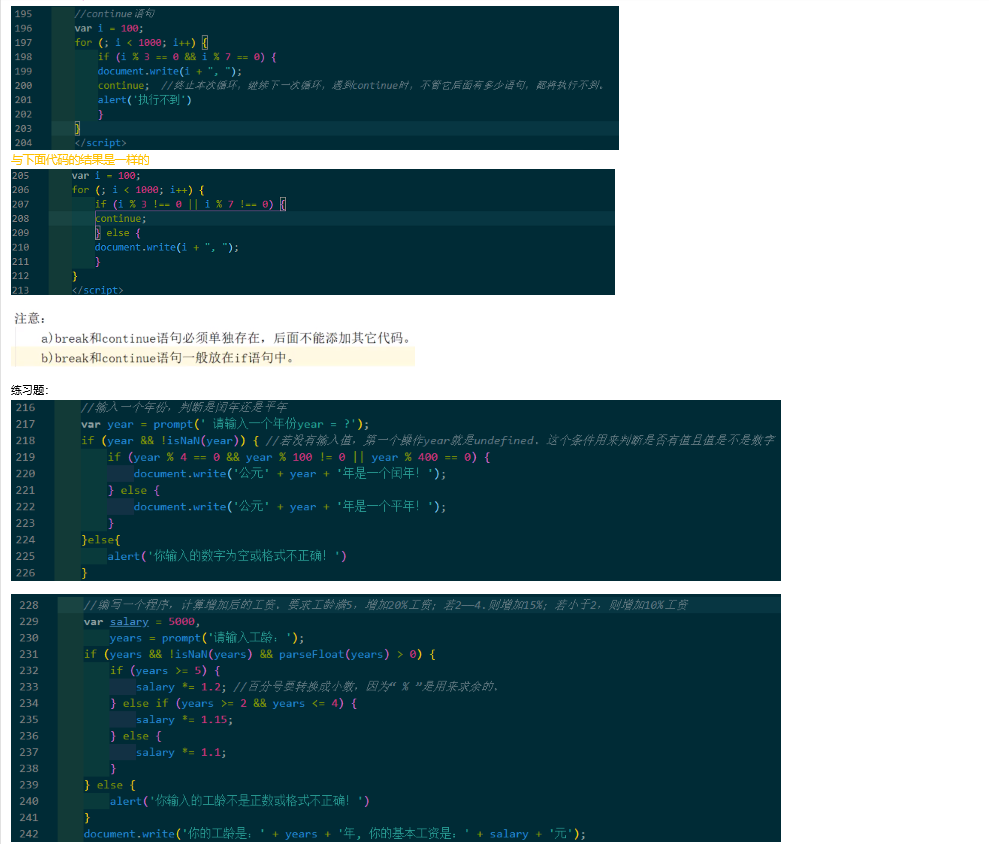 195 //continue语句
196 var i = 100;
197 for (; i < 1000; i++) {
198 if (i % 3 == 0 && i % 7 == 0) {
199 document.write(i + ", ");
200 continue; //终止本次循环，继续下一次循环，遇到continue时，不管它后面有多少语句，都将执行不到.
201 alert('执行不到')
202 }
203 }
204 </script>
与下面代码的结果是一样的
205 var i = 100;
206 for (; i < 1000; i++) {
207 if (i % 3 !== 0 || i % 7 !== 0) {
208 continue;
209 } else {
210 document.write(i + ", ");
211 }
212 }
213 </script>
注意：
a)break和continue语句必须单独存在，后面不能添加其它代码。
b)break和continue语句一般放在if语句中。
练习题：
216 //输入一个年份，判断是闰年还是平年
217 var year = prompt(' 请输入一个年份year = ?');
218 if (year && !isNaN(year)) { //若没有输入值，第一个操作year就是undefined. 这个条件用来判断是否有值且值是不是数字
219 if (year % 4 == 0 && year % 100 != 0 || year % 400 == 0) {
220 document.write('公元' + year + '年是一个闰年！');
221 } else {
222 document.write('公元' + year + '年是一个平年！');
223 }
224 }else{
225 alert('你输入的数字为空或格式不正确！')
226 }
228 //编写一个程序，计算增加后的工资．要求工龄满5，增加20%工资；若2——4.则增加15%；若小于2，则增加10%工资
229 var salary = 5000,
230 years = prompt('请输入工龄：');
231 if (years && !isNaN(years) && parseFloat(years) > 0) {
232 if (years >= 5) {
233 salary *= 1.2; //百分号要转换成小数，因为“ % ”是用来求余的.
234 } else if (years >= 2 && years <= 4) {
235 salary *= 1.15;
236 } else {
237 salary *= 1.1;
238 }
239 } else {
240 alert('你输入的工龄不是正数或格式不正确！')
241 }
242 document.write('你的工龄是：' + years + '年, 你的基本工资是：' + salary + '元');